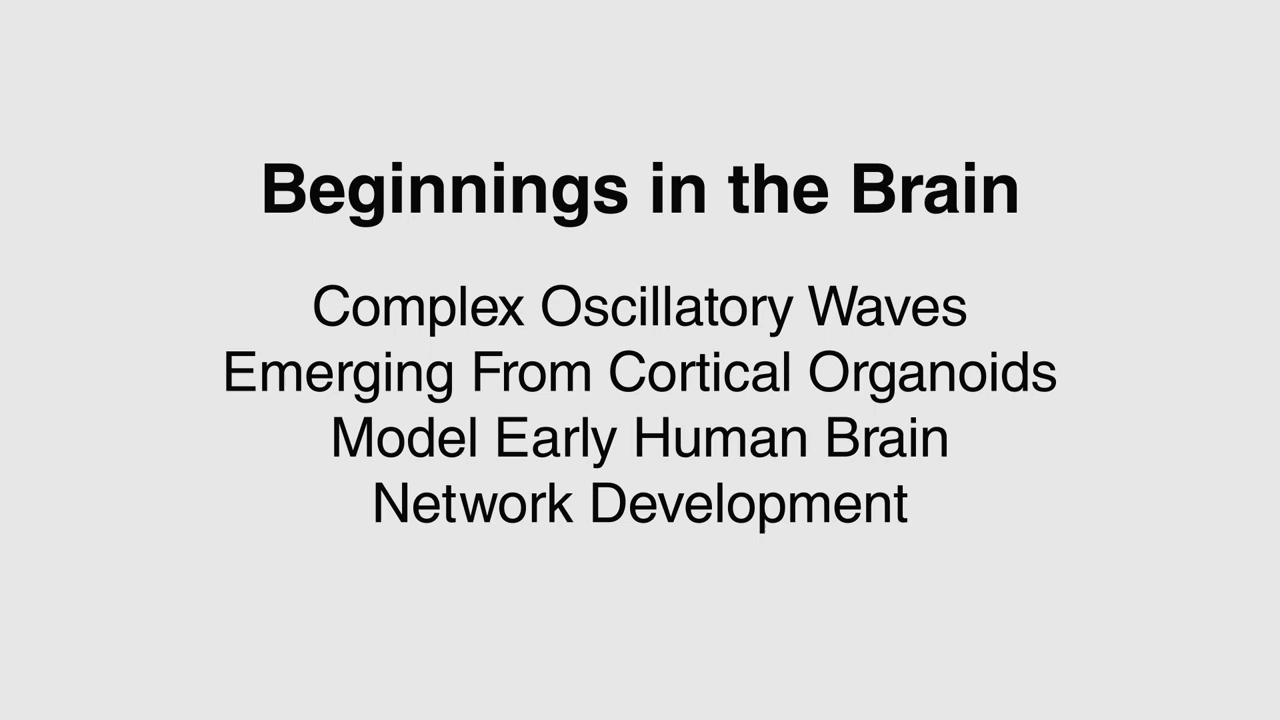 Beginnings in the Brain
Complex Oscillatory Waves
Emerging From Cortical Organoids
Model Early Human Brain
Network Development